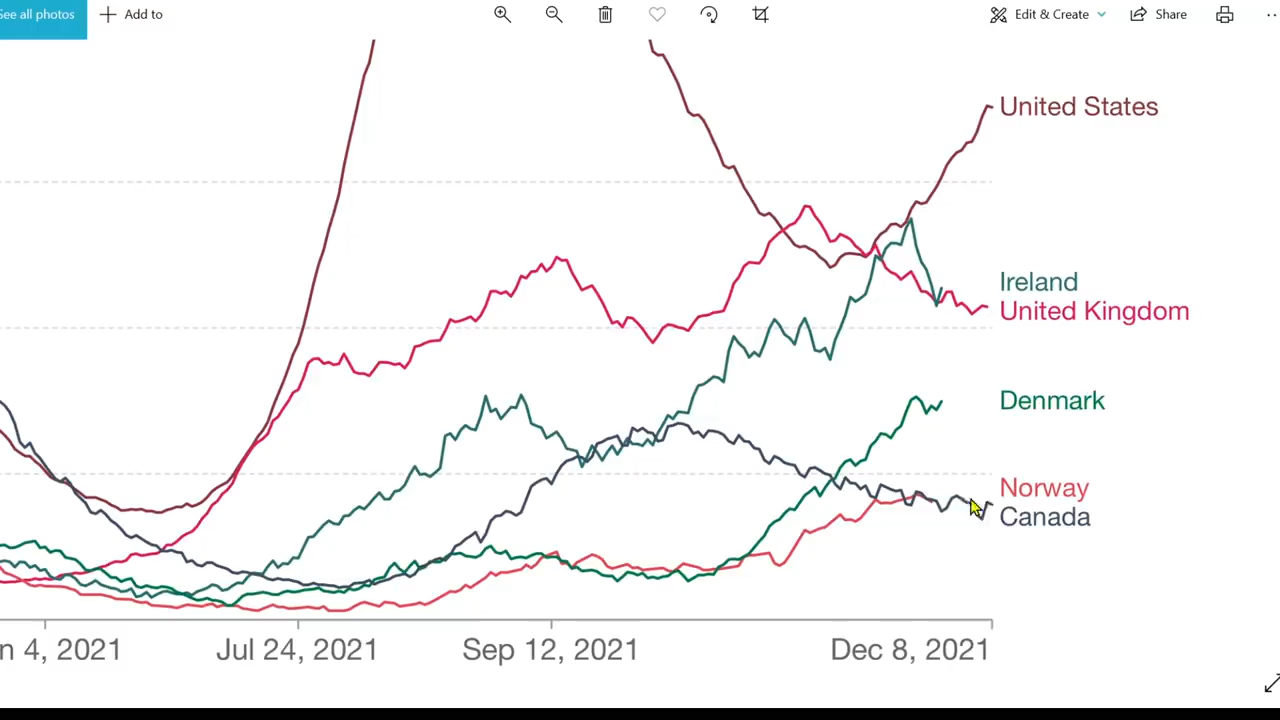 See all photos
Add to
Edit & Create
Share
United States
Ireland
United Kingdom
Denmark
Norway
Canada
n 4, 2021
Jul 24, 2021
Sep 12, 2021
Dec 8, 2021